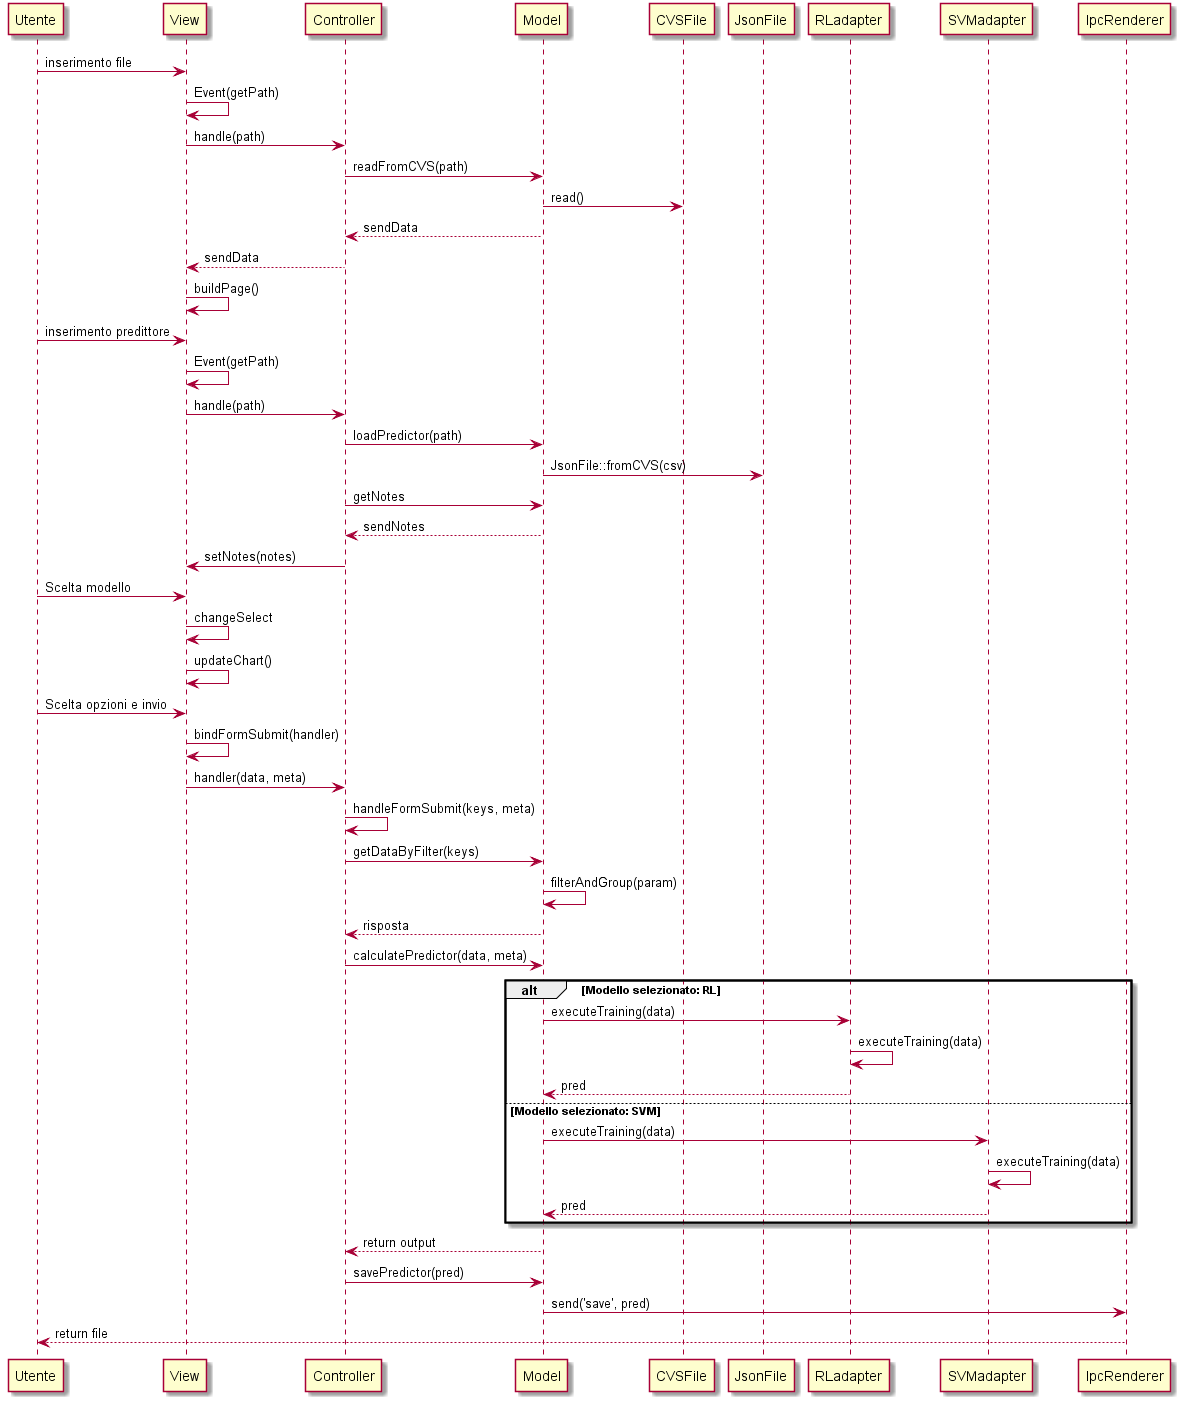 Utente View Controller Model CVSFile JsonFile RLadapter SVMadapter IpcRenderer
inserimento file
Event(getPath)
handle(path)
readFromCVS(path)
read()
sendData
sendData
buildPage()
inserimento predittore
Event(getPath)
handle(path)
loadPredictor(path)
JsonFile::fromCVS(csv)
getNotes
sendNotes
setNotes(notes)
Scelta modello
changeSelect
updateChart()
Scelta opzioni e invio
bindFormSubmit(handler)
handler(data, meta)
handleFormSubmit(keys, meta)
getDataByFilter(keys)
filterAndGroup(param)
risposta
calculatePredictor(data, meta)
alt [Modello selezionato: RL]
executeTraining(data)
executeTraining(data)
pred
[Modello selezionato: SVM]
executeTraining(data)
executeTraining(data)
pred
return output
savePredictor(pred)
send('save', pred)
return file
Utente View Controller Model CVSFile JsonFile RLadapter SVMadapter IpcRenderer